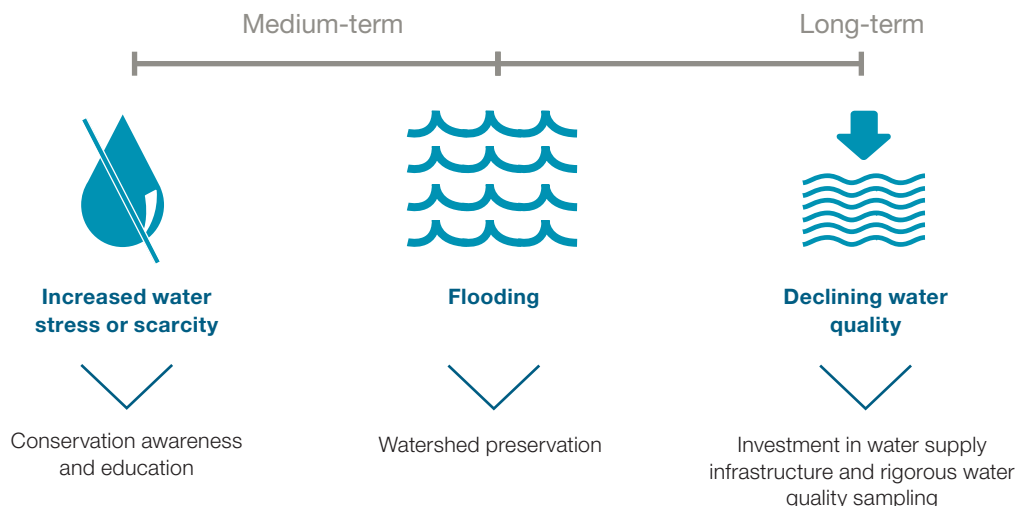 Medium-term
Long-term
Increased water
stress or scarcity
Flooding
Declining water
quality
Conservation awareness
and education
Watershed preservation
Investment in water supply
infrastructure and rigorous water
quality sampling